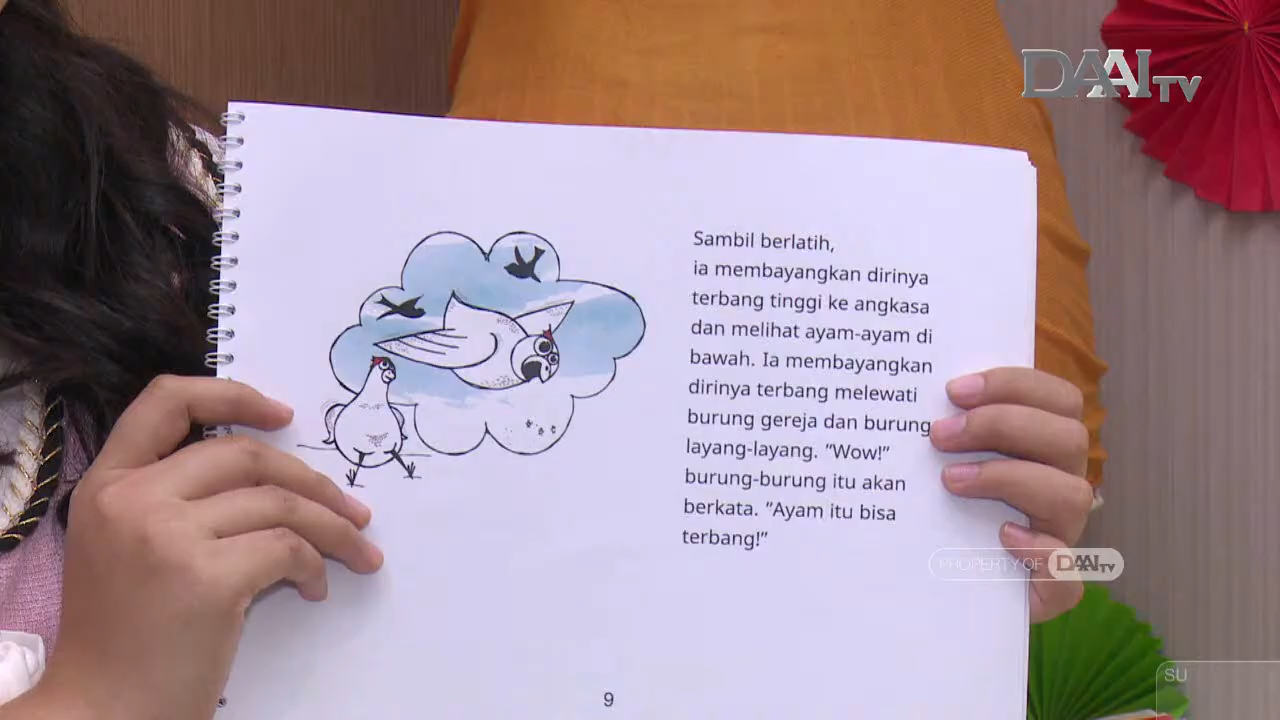 DAAI TV
Sambil berlatih,
ia membayangkan dirinya
terbang tinggi ke angkasa
dan melihat ayam-ayam di
bawah. Ia membayangkan
dirinya terbang melewati
burung gereja dan burung
layang-layang. "Wow!"
burung-burung itu akan
berkata. "Ayam itu bisa
terbang!"
PROPERTY OF DAAI TV
SU
9